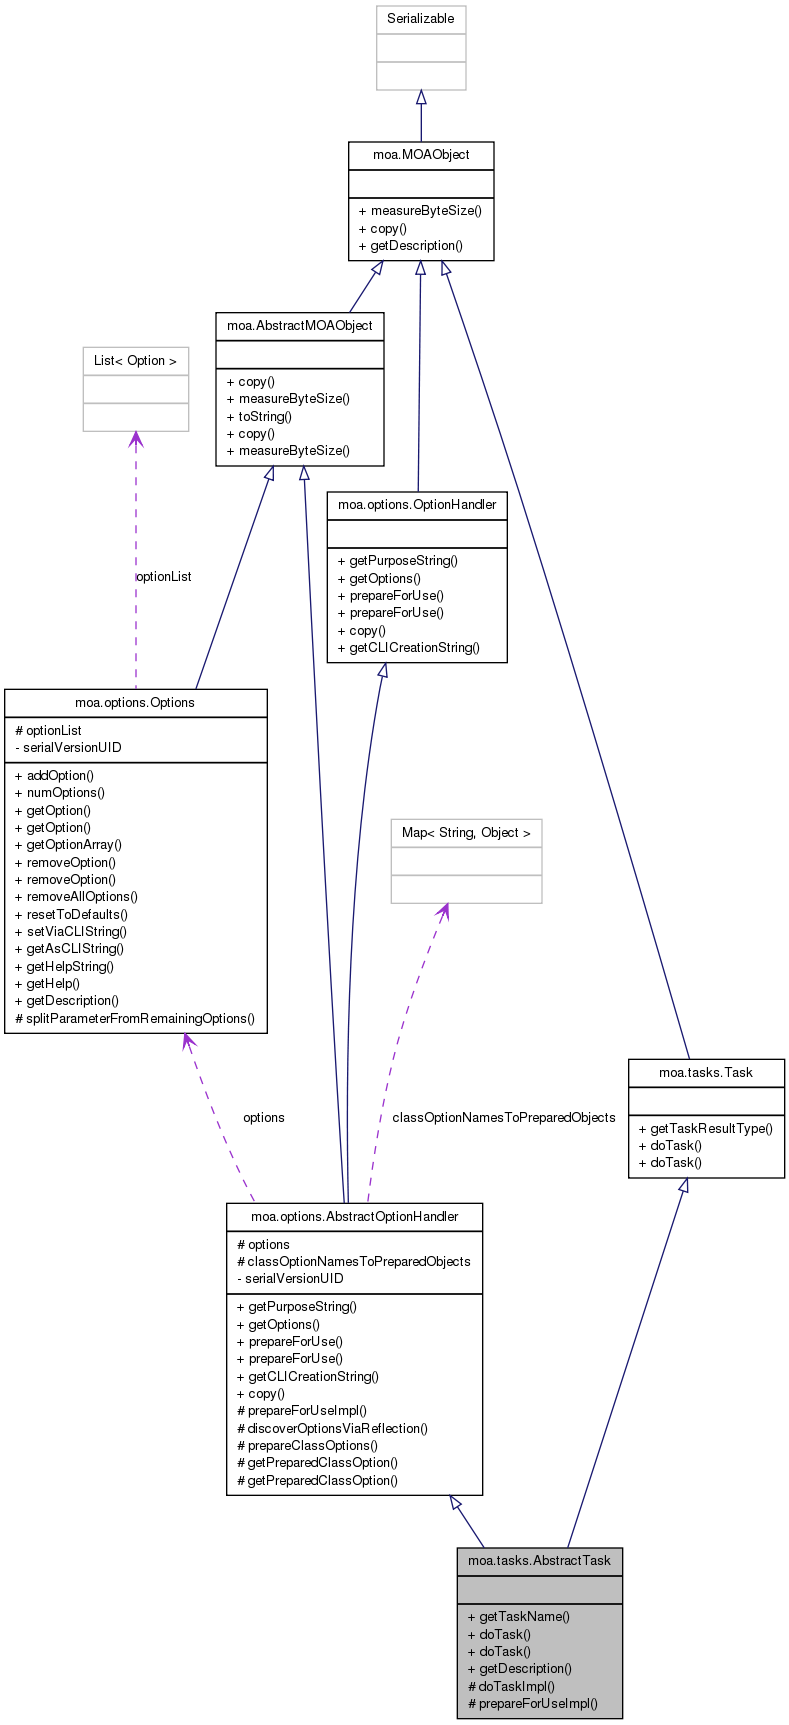 Serializable
moa.MOAObject
+ measureByteSize()
+ copy()
+ getDescription()
moa.AbstractMOAObject
+ copy()
+ measureByteSize()
+ toString()
+ copy()
+ measureByteSize()
List< Option >
moa.options.OptionHandler
+ getPurposeString()
+ getOptions()
+ prepareForUse()
+ prepareForUse()
+ copy()
+ getCLICreationString()
optionList
moa.options.Options
# optionList
- serialVersionUID
+ addOption()
+ numOptions()
+ getOption()
+ getOption()
+ getOptionArray()
+ removeOption()
+ removeOption()
+ removeAllOptions()
+ resetToDefaults()
+ setViaCLIString()
+ getAsCLIString()
+ getHelpString()
+ getHelp()
+ getDescription()
# splitParameterFromRemainingOptions()
Map< String, Object >
moa.tasks.Task
+ getTaskResultType()
+ doTask()
+ doTask()
options
classOptionNamesToPreparedObjects
moa.options.AbstractOptionHandler
# options
# classOptionNamesToPreparedObjects
- serialVersionUID
+ getPurposeString()
+ getOptions()
+ prepareForUse()
+ prepareForUse()
+ getCLICreationString()
+ copy()
# prepareForUseImpl()
# discoverOptionsViaReflection()
# prepareClassOptions()
# getPreparedClassOption()
# getPreparedClassOption()
moa.tasks.AbstractTask
+ getTaskName()
+ doTask()
+ doTask()
+ getDescription()
# doTaskImpl()
# prepareForUseImpl()